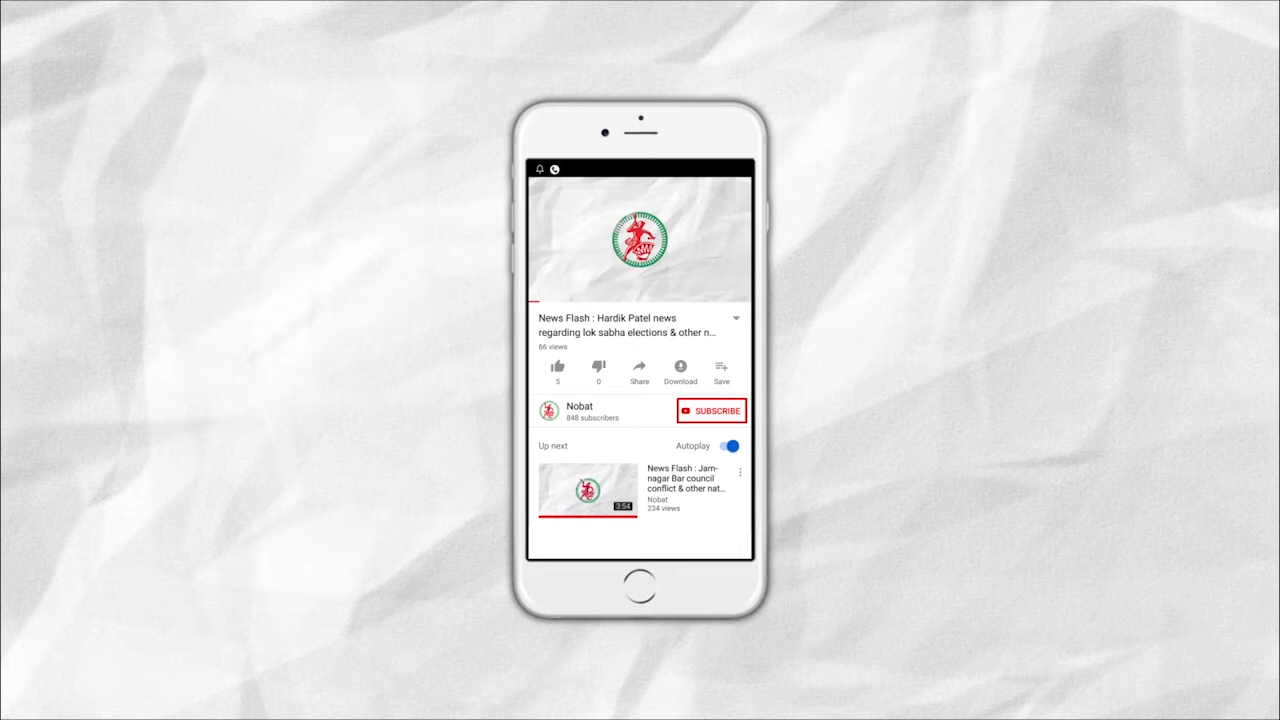 News Flash : Hardik Patel news
regarding lok sabha elections & other n...
66 views
5
0
Share
Download
Save
Nobat
848 subscribers
SUBSCRIBE
Up next
Autoplay
News Flash : Jam-
nagar Bar council
conflict & other nat...
Nobat
234 views
3:54